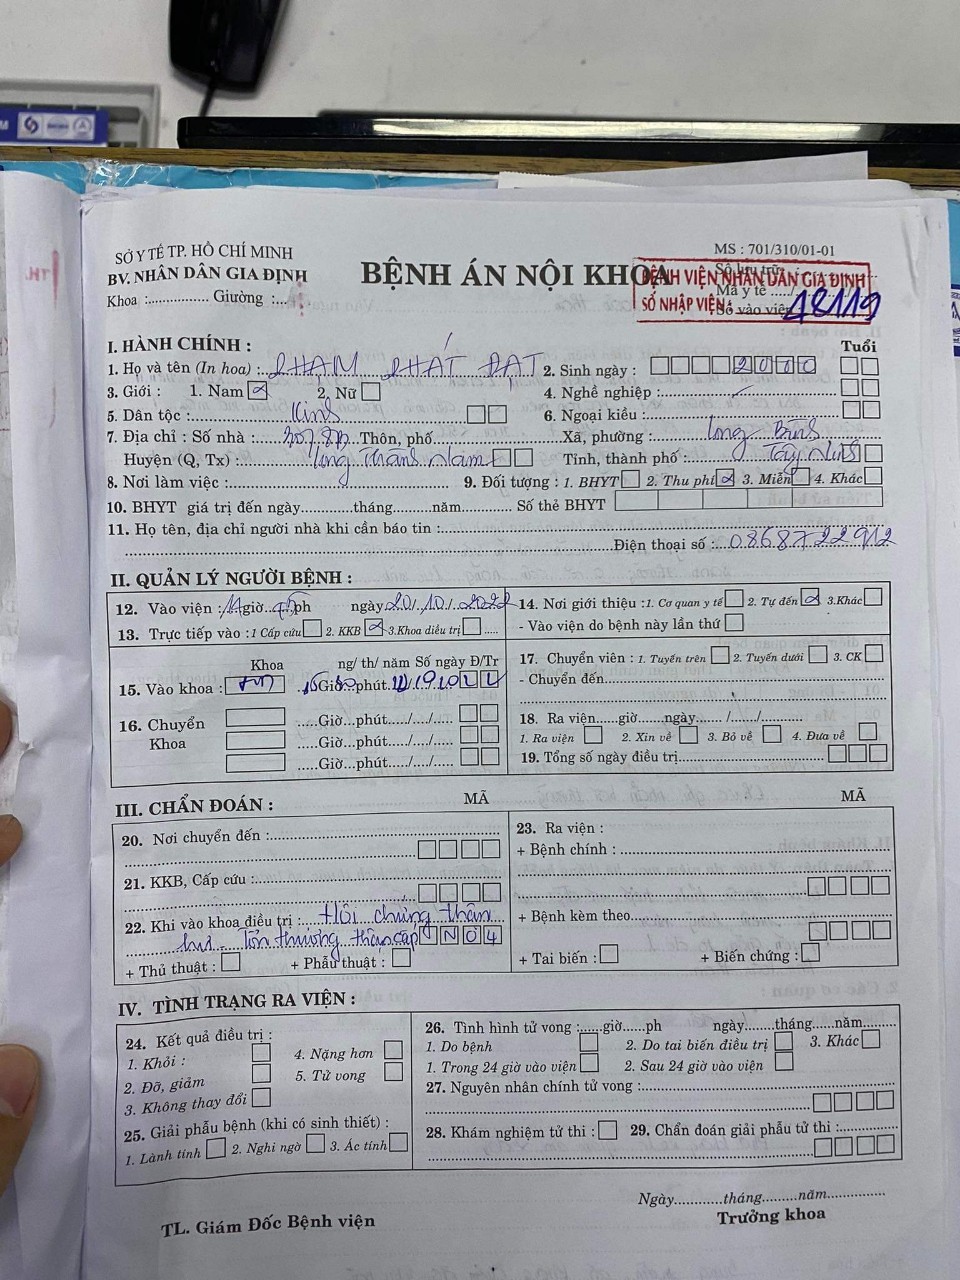 SỞ Y TẾ TP. HỒ CHÍ MINH
BV. NHÂN DÂN GIA ĐỊNH
Khoa :............... Giường :....
BỆNH ÁN NỘI KHOA
MS : 701/310/01-01
Số lưu trữ
Mã y tế ...../
Số vào viện
BỆNH VIỆN NHÂN DÂN GIA ĐỊNH
SỐ NHẬP VIỆN: 48119
I. HÀNH CHÍNH :
Tuổi
1. Họ và tên (In hoa) : PHẠM PHÁT ĐẠT 2. Sinh ngày : 2000
3. Giới : 1. Nam 2. Nữ 4. Nghề nghiệp :
5. Dân tộc : Kinh 6. Ngoại kiều :
7. Địa chỉ : Số nhà : Thôn, phố Xã, phường : Long Bình
Huyện (Q, Tx) : Long Thành Nam Tỉnh, thành phố : Tây Ninh
8. Nơi làm việc : 9. Đối tượng : 1. BHYT 2. Thu phí 3. Miễn 4. Khác
10. BHYT giá trị đến ngày............tháng.........năm.......... Số thẻ BHYT
11. Họ tên, địa chỉ người nhà khi cần báo tin :
Điện thoại số : 0868722912
II. QUẢN LÝ NGƯỜI BỆNH :
12. Vào viện : giờ ph ngày 20/10/2022 14. Nơi giới thiệu : 1. Cơ quan y tế 2. Tự đến 3.Khác
13. Trực tiếp vào : 1 Cấp cứu 2. KKB 3.Khoa điều trị ..... - Vào viện do bệnh này lần thứ
Khoa ng/ th/ năm Số ngày Đ/Tr
17. Chuyển viên : 1. Tuyến trên 2. Tuyến dưới 3. CK
15. Vào khoa : Giờ...phút - Chuyển đến
16. Chuyển Khoa
.....Giờ...phút...../..../....
.....Giờ...phút...../..../....
.....Giờ...phút...../..../....
18. Ra viện......giờ.......ngày....... /....../..........
1. Ra viện 2. Xin về 3. Bỏ về 4. Đưa về
19. Tổng số ngày điều trị
III. CHẨN ĐOÁN : MÃ MÃ
20. Nơi chuyển đến :
21. KKB, Cấp cứu :
22. Khi vào khoa điều trị : Hội chứng thận
hư - Tổn thương thận cấp N04
+ Thủ thuật : + Phẫu thuật :
23. Ra viện :
+ Bệnh chính :
+ Bệnh kèm theo
+ Tai biến : + Biến chứng :
IV. TÌNH TRẠNG RA VIỆN :
24. Kết quả điều trị :
1. Khỏi : 4. Nặng hơn
2. Đỡ, giảm 5. Tử vong
3. Không thay đổi
25. Giải phẫu bệnh (khi có sinh thiết) :
1. Lành tính 2. Nghi ngờ 3. Ác tính
26. Tình hình tử vong :......giờ.....ph ngày........tháng......năm
1. Do bệnh 2. Do tai biến điều trị 3. Khác
1. Trong 24 giờ vào viện 2. Sau 24 giờ vào viện
27. Nguyên nhân chính tử vong :
28. Khám nghiệm tử thi : 29. Chẩn đoán giải phẫu tử thi :
Ngày............tháng.........năm
TL. Giám Đốc Bệnh viện
Trưởng khoa